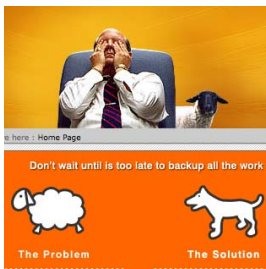 e here : Home Page
Don't wait until is too late to backup all the work
The Problem
The Solution